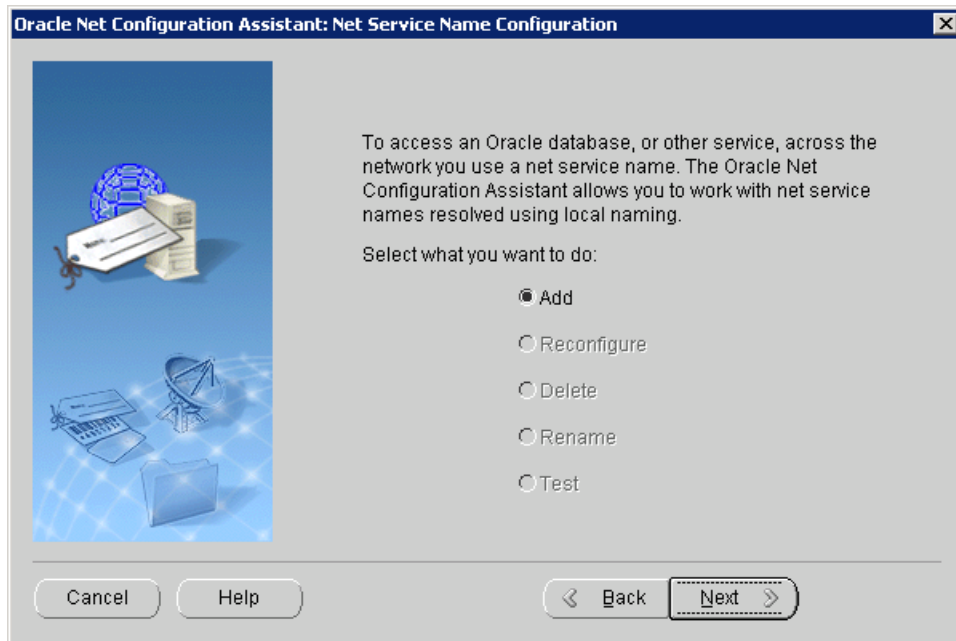 Oracle Net Configuration Assistant: Net Service Name Configuration
To access an Oracle database, or other service, across the
network you use a net service name. The Oracle Net
Configuration Assistant allows you to work with net service
names resolved using local naming.
Select what you want to do:
Add
Reconfigure
Delete
Rename
Test
Cancel
Help
Back
Next